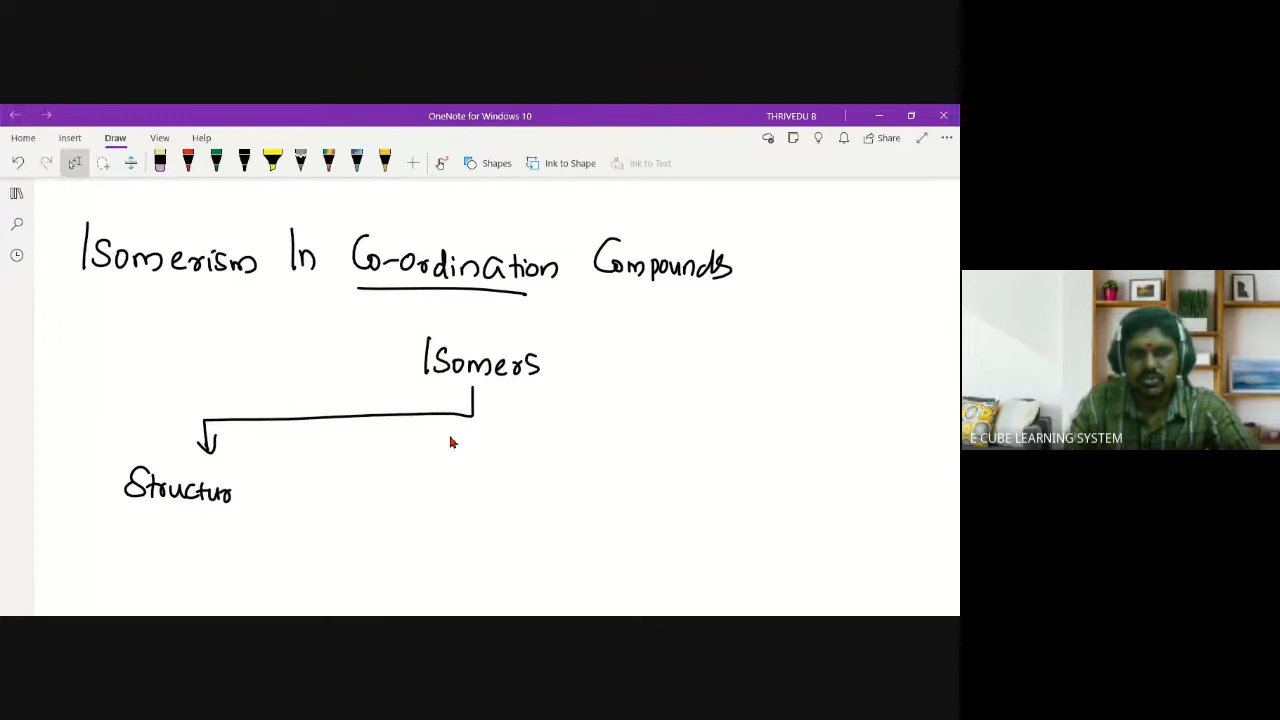 OneNote for Windows 10
THRIVEDU B
Home Insert Draw View Help
Share
Shapes Ink to Shape Ink to Text
Isomerism In Co-ordination Compounds
Isomers
Structur
E CUBE LEARNING SYSTEM